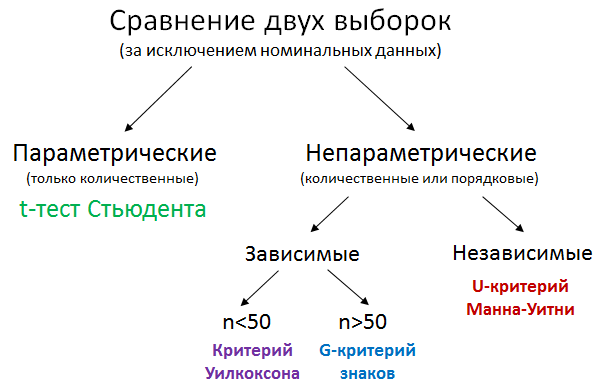 Сравнение двух выборок
(за исключением номинальных данных)
Параметрические
(только количественные)
t-тест Стьюдента
Непараметрические
(количественные или порядковые)
Зависимые
n<50
Критерий
Уилкоксона
n>50
G-критерий
знаков
Независимые
U-критерий
Манна-Уитни